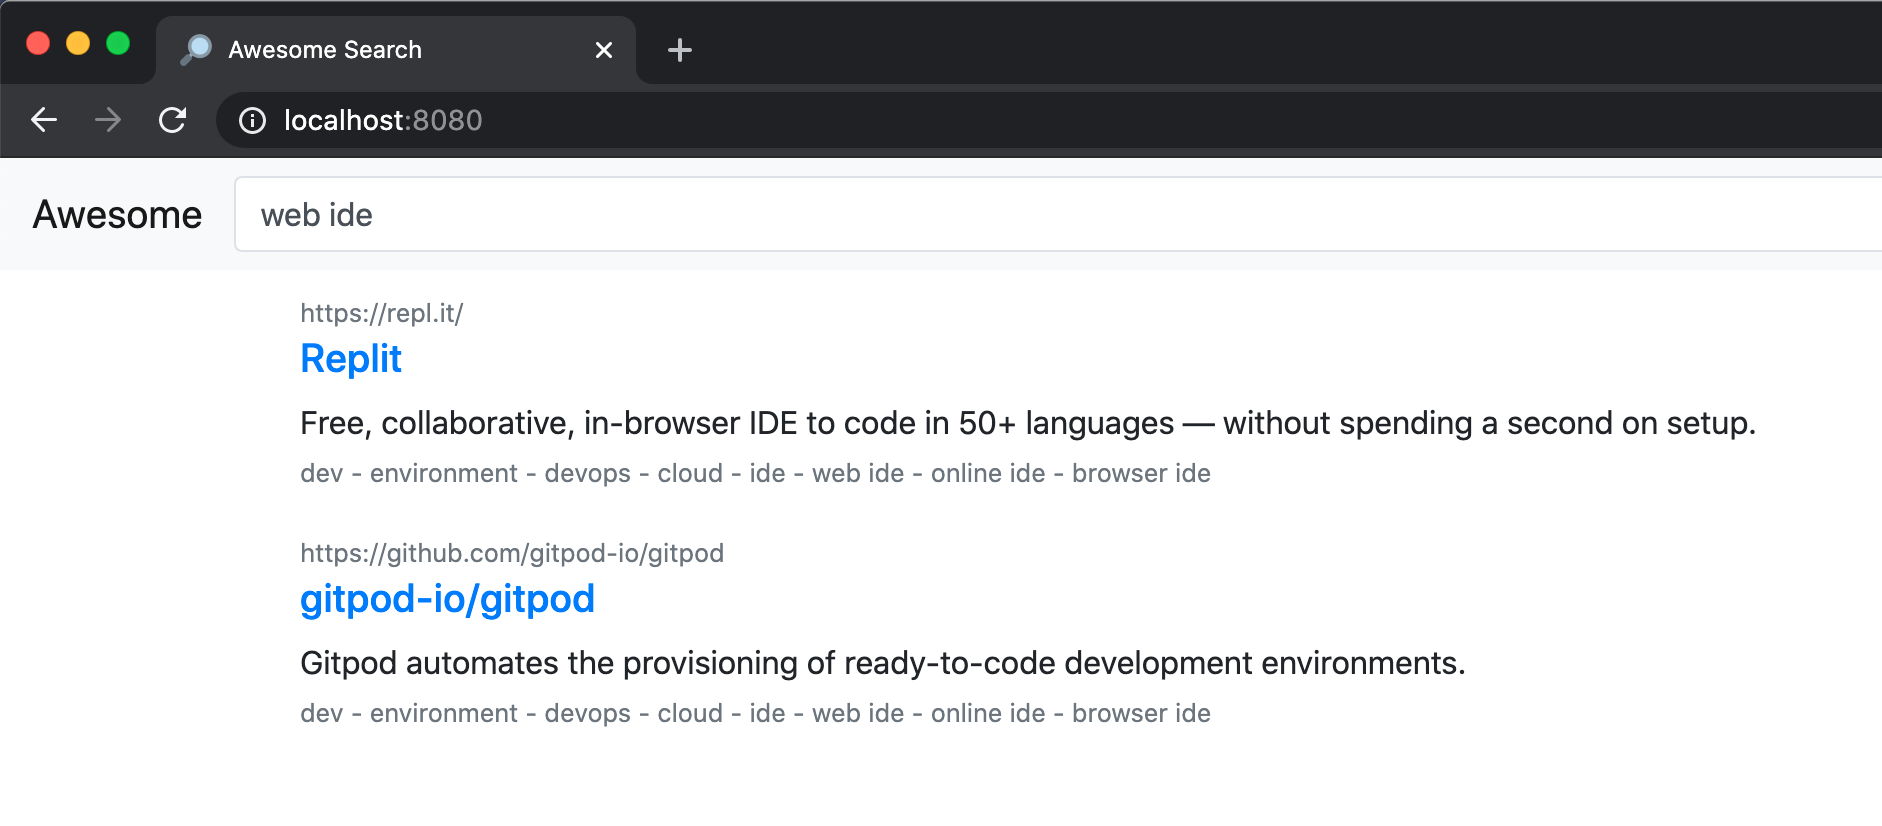 Awesome Search
localhost:8080
Awesome
web ide
https://repl.it/
Replit
Free, collaborative, in-browser IDE to code in 50+ languages — without spending a second on setup.
dev - environment - devops - cloud - ide - web ide - online ide - browser ide
https://github.com/gitpod-io/gitpod
gitpod-io/gitpod
Gitpod automates the provisioning of ready-to-code development environments.
dev - environment - devops - cloud - ide - web ide - online ide - browser ide